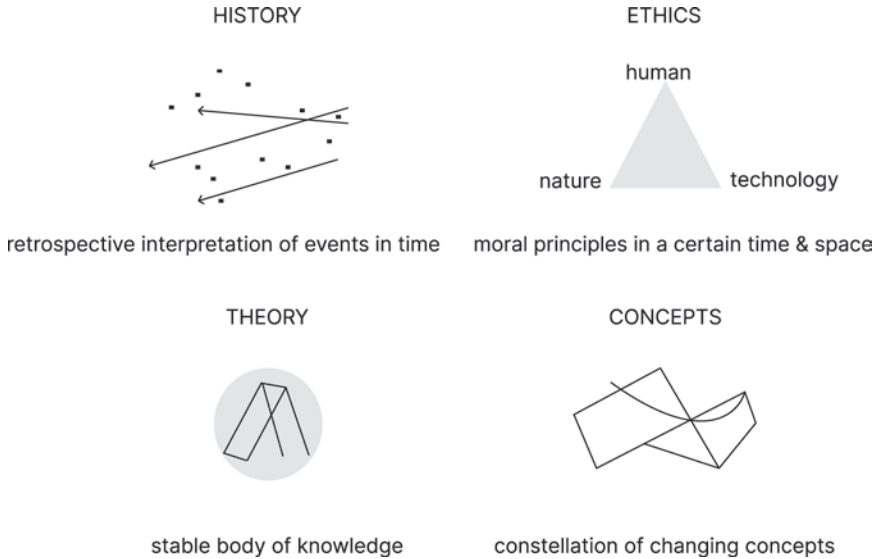 HISTORY
ETHICS
human
nature
technology
retrospective interpretation of events in time
moral principles in a certain time & space
THEORY
CONCEPTS
stable body of knowledge
constellation of changing concepts